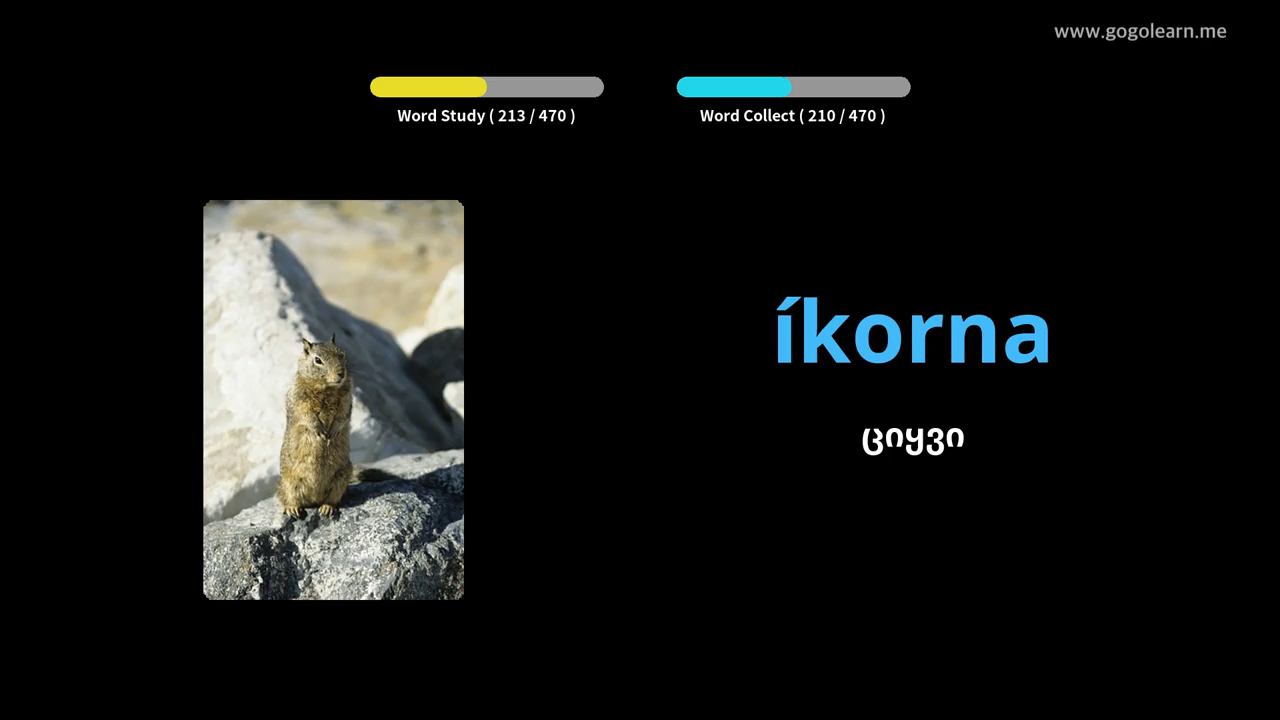 www.gogolearn.me
Word Study ( 213 / 470 )
Word Collect ( 210 / 470 )
íkorna
ციყვი